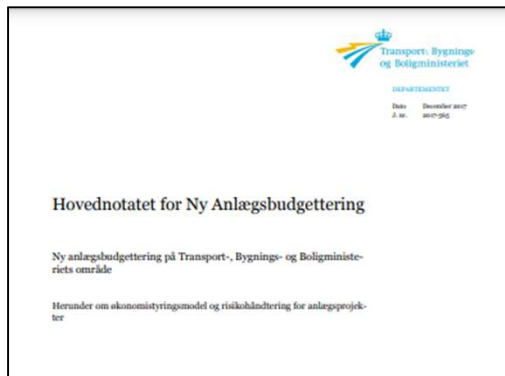 Transport-, Bygnings-
og Boligministeriet
DEPARTEMENTET
Dato December 2017
J. nr. 2017-365
Hovednotatet for Ny Anlægsbudgettering
Ny anlægsbudgettering på Transport-, Bygnings- og Boligministe-
riets område
Herunder om økonomistyringsmodel og risikohåndtering for anlægsprojek-
ter